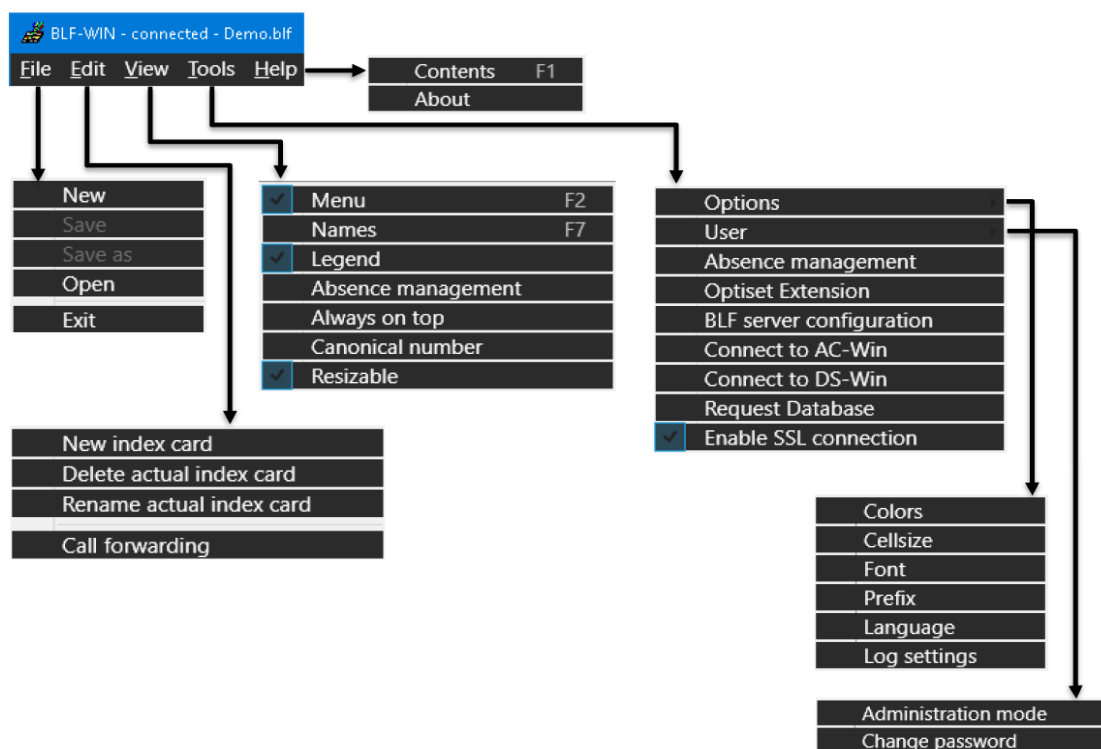 BLF-WIN - connected - Demo.blf
File Edit View Tools Help
Contents F1
About
New
Save
Save as
Open
Exit
Menu F2
Names F7
Legend
Absence management
Always on top
Canonical number
Resizable
Options
User
Absence management
Optiset Extension
BLF server configuration
Connect to AC-Win
Connect to DS-Win
Request Database
Enable SSL connection
New index card
Delete actual index card
Rename actual index card
Call forwarding
Colors
Cellsize
Font
Prefix
Language
Log settings
Administration mode
Change password